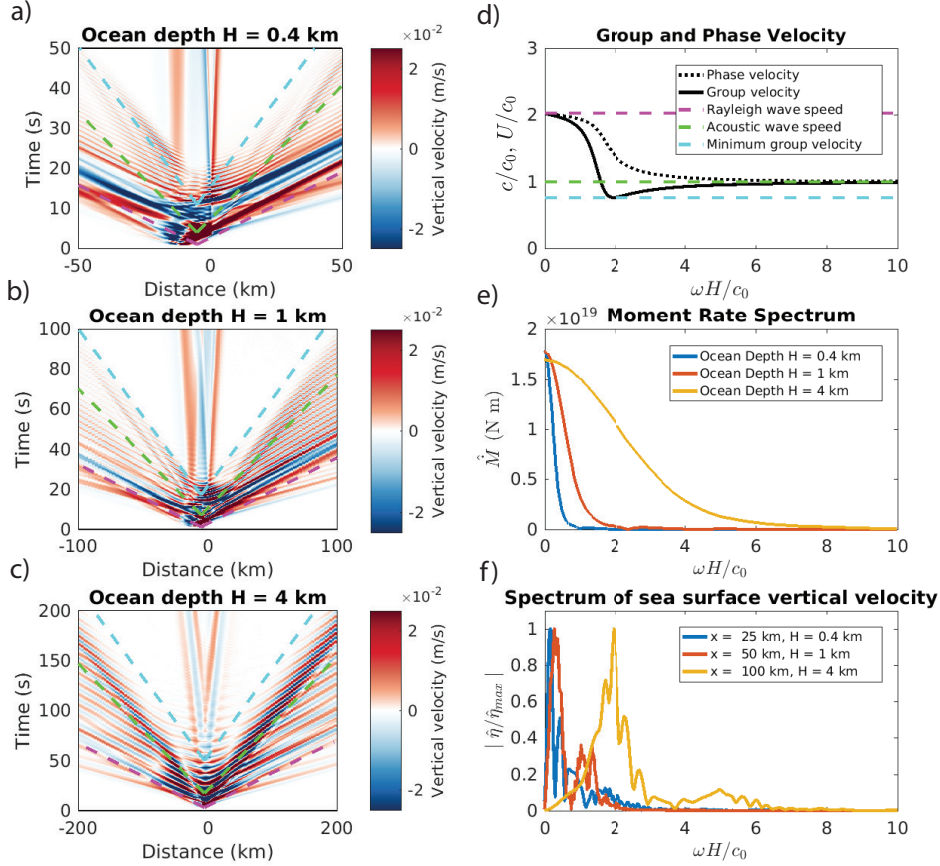 a)
Ocean depth H = 0.4 km
50
40
30
20
10
0
Time (s)
-50
0
50
Distance (km)
×10⁻²
2
0
-2
Vertical velocity (m/s)
b)
Ocean depth H = 1 km
100
80
60
40
20
0
Time (s)
-100
0
100
Distance (km)
×10⁻²
2
0
-2
Vertical velocity (m/s)
c)
Ocean depth H = 4 km
200
150
100
50
0
Time (s)
-200
0
200
Distance (km)
×10⁻²
2
0
-2
Vertical velocity (m/s)
d)
Group and Phase Velocity
3
2
1
0
c/c₀, U/c₀
Phase velocity
Group velocity
Rayleigh wave speed
Acoustic wave speed
Minimum group velocity
0
2
4
6
8
10
ωH/c₀
e)
×10¹⁹
Moment Rate Spectrum
2
1.5
1
0.5
0
M̂̇ (N m)
Ocean Depth H = 0.4 km
Ocean Depth H = 1 km
Ocean Depth H = 4 km
0
2
4
6
8
10
ωH/c₀
f)
Spectrum of sea surface vertical velocity
1
0.8
0.6
0.4
0.2
0
| η̂/η̂max |
x = 25 km, H = 0.4 km
x = 50 km, H = 1 km
x = 100 km, H = 4 km
0
2
4
6
8
10
ωH/c₀